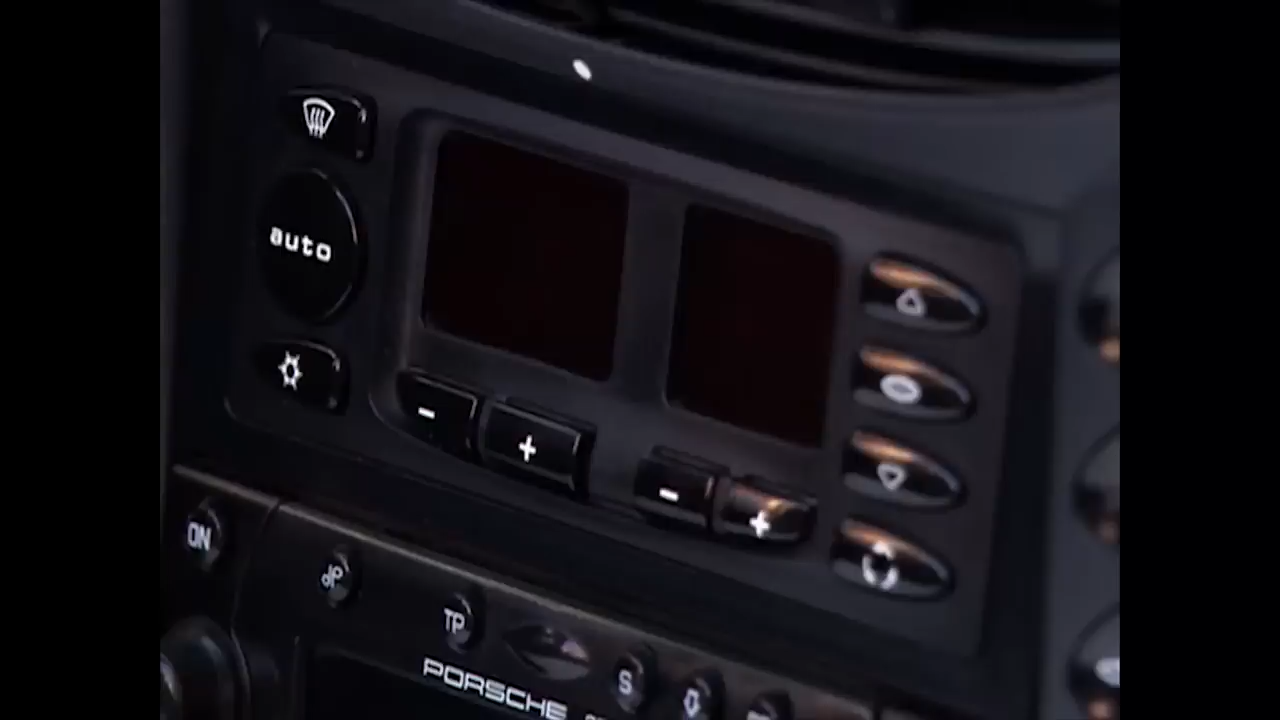 auto
- +
- +
ON
TP
PORSCHE
S